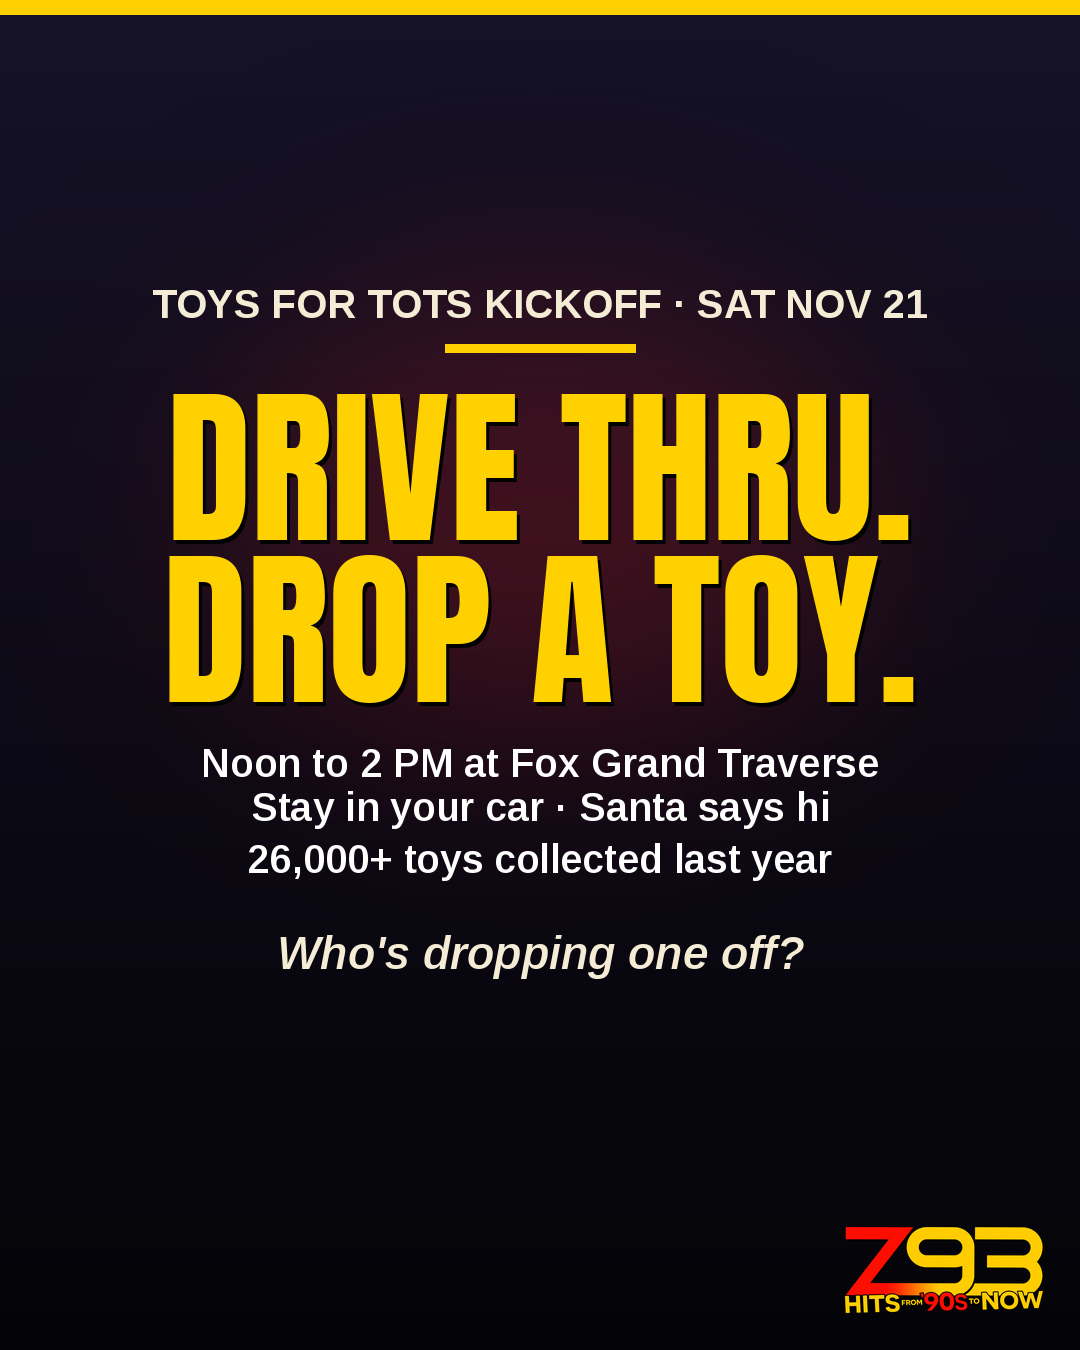 TOYS FOR TOTS KICKOFF · SAT NOV 21
DRIVE THRU.
DROP A TOY.
Noon to 2 PM at Fox Grand Traverse
Stay in your car · Santa says hi
26,000+ toys collected last year
Who's dropping one off?
Z93
HITS FROM '90S TO NOW